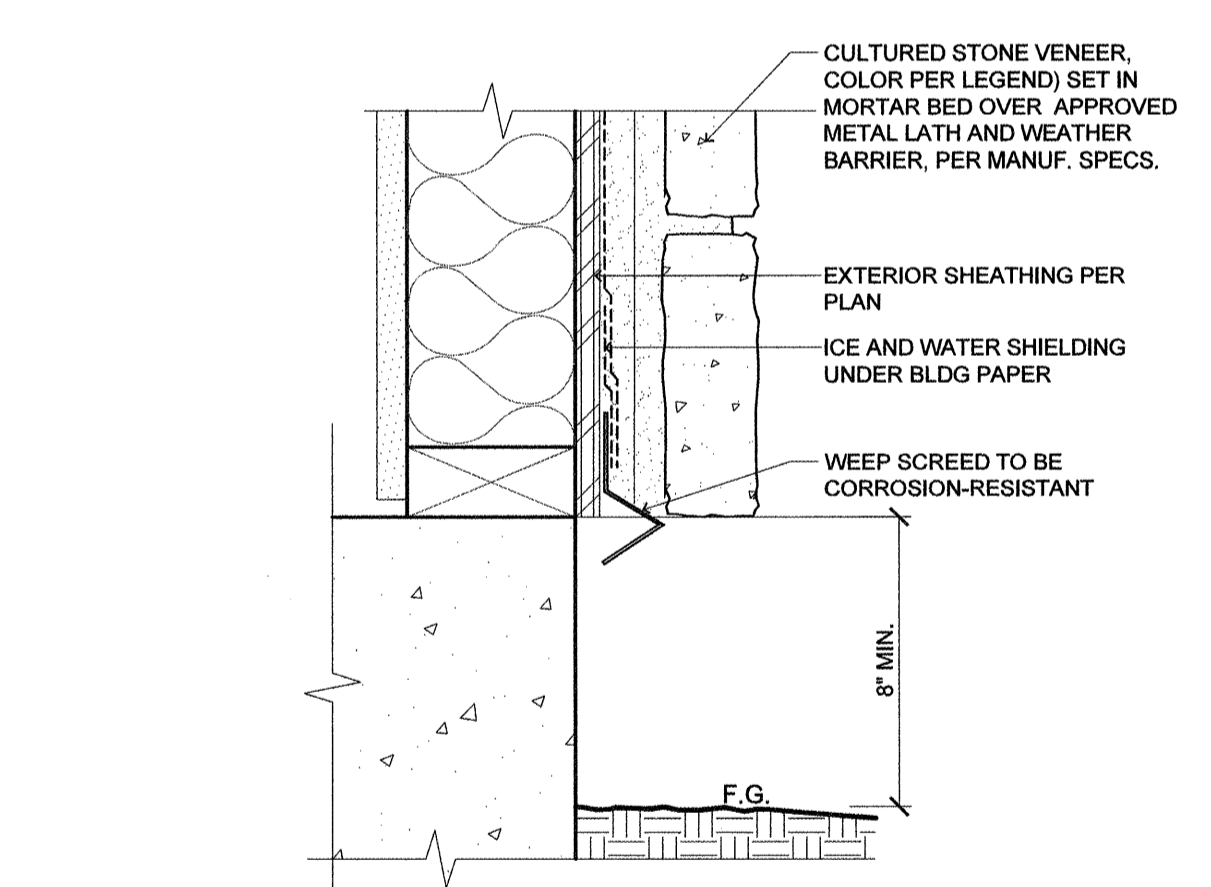 CULTURED STONE VENEER,
COLOR PER LEGEND) SET IN
MORTAR BED OVER APPROVED
METAL LATH AND WEATHER
BARRIER, PER MANUF. SPECS.
EXTERIOR SHEATHING PER
PLAN
ICE AND WATER SHIELDING
UNDER BLDG PAPER
WEEP SCREED TO BE
CORROSION-RESISTANT
8" MIN.
F.G.